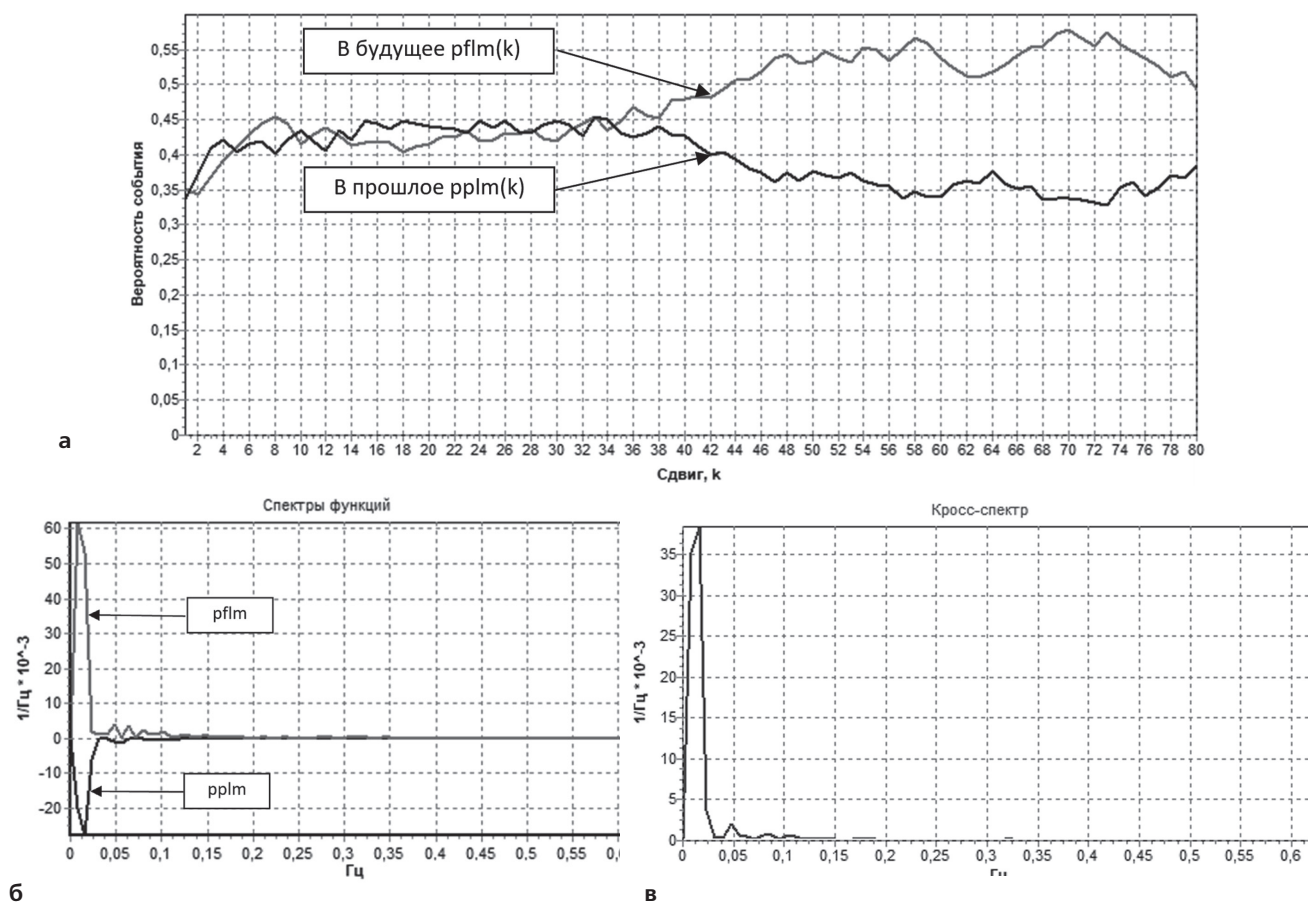 В будущее pflm(k)
В прошлое pplm(k)
Вероятность события
0,55
0,5
0,45
0,4
0,35
0,3
0,25
0,2
0,15
0,1
0,05
0
2 4 6 8 10 12 14 16 18 20 22 24 26 28 30 32 34 36 38 40 42 44 46 48 50 52 54 56 58 60 62 64 66 68 70 72 74 76 78 80
Сдвиг, k
а
Спектры функций
1/Гц * 10^-3
60
50
40
30
20
10
0
-10
-20
pflm
pplm
0 0,05 0,1 0,15 0,2 0,25 0,3 0,35 0,4 0,45 0,5 0,55
Гц
б
Кросс-спектр
1/Гц * 10^-3
35
30
25
20
15
10
5
0
0 0,05 0,1 0,15 0,2 0,25 0,3 0,35 0,4 0,45 0,5 0,55 0,6
Гц
в